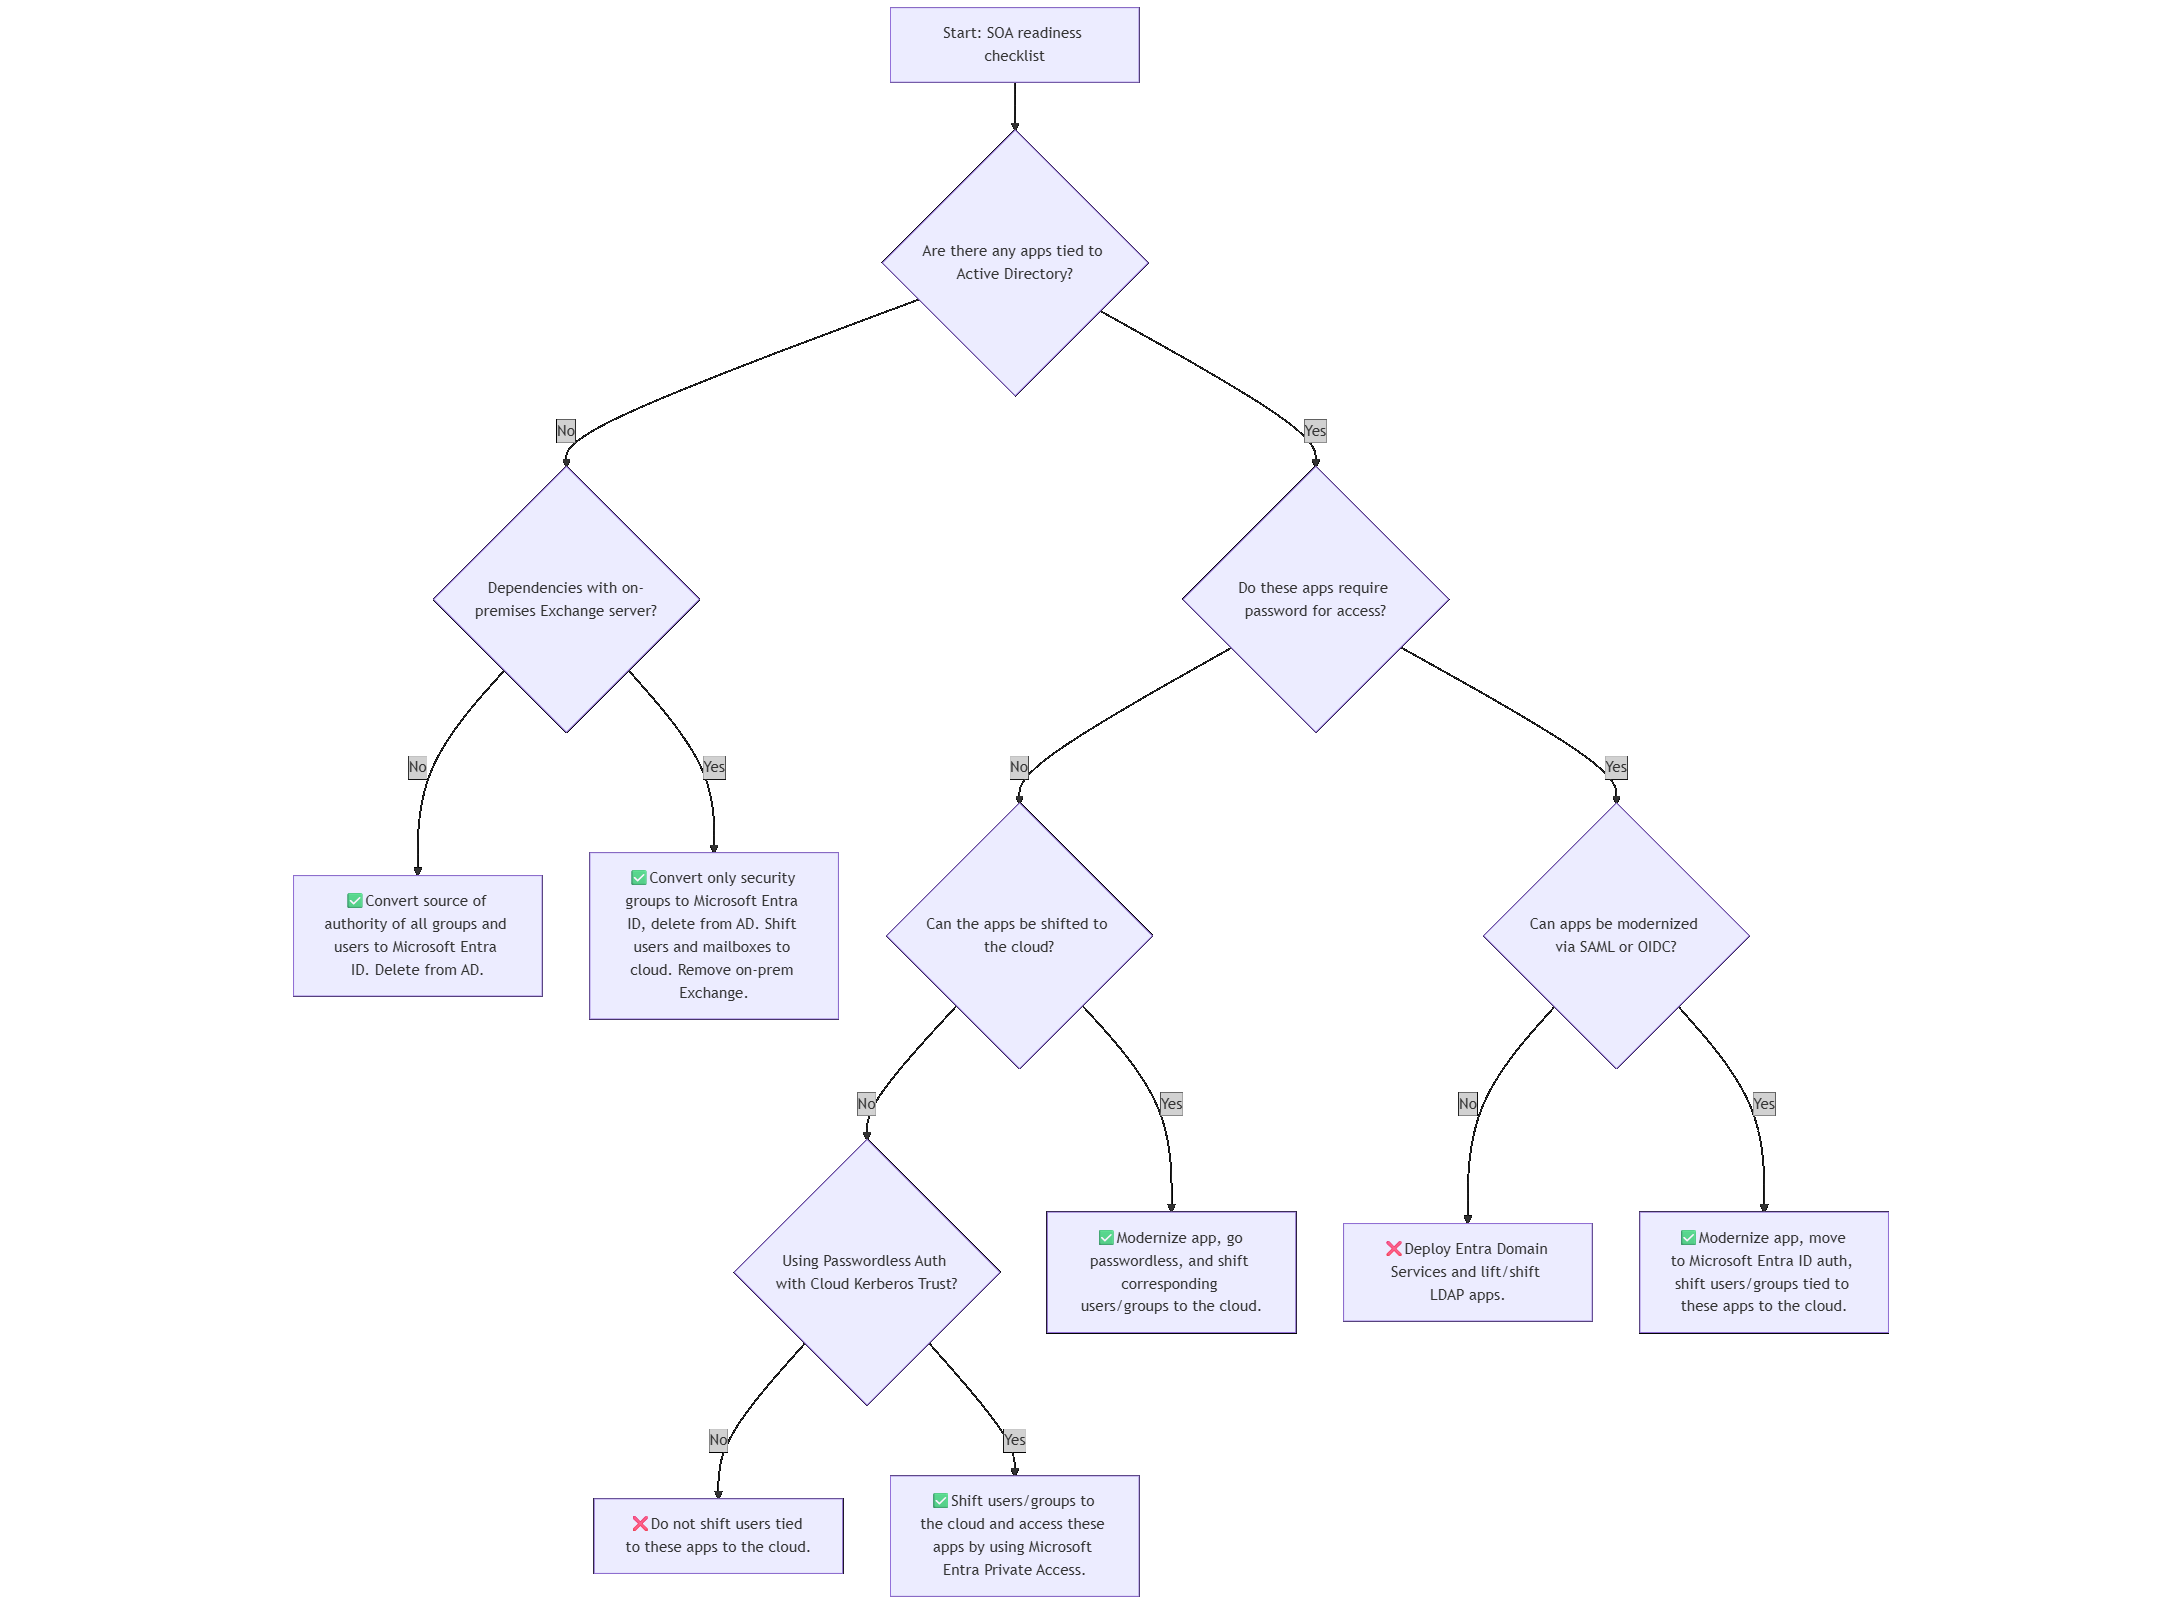 Start: SOA readiness
checklist
Are there any apps tied to
Active Directory?
No
Yes
Dependencies with on-
premises Exchange server?
Do these apps require
password for access?
No
Yes
No
Yes
✅ Convert source of
authority of all groups and
users to Microsoft Entra
ID. Delete from AD.
✅ Convert only security
groups to Microsoft Entra
ID, delete from AD. Shift
users and mailboxes to
cloud. Remove on-prem
Exchange.
Can the apps be shifted to
the cloud?
Can apps be modernized
via SAML or OIDC?
No
Yes
No
Yes
Using Passwordless Auth
with Cloud Kerberos Trust?
✅ Modernize app, go
passwordless, and shift
corresponding
users/groups to the cloud.
❌ Deploy Entra Domain
Services and lift/shift
LDAP apps.
✅ Modernize app, move
to Microsoft Entra ID auth,
shift users/groups tied to
these apps to the cloud.
No
Yes
❌ Do not shift users tied
to these apps to the cloud.
✅ Shift users/groups to
the cloud and access these
apps by using Microsoft
Entra Private Access.